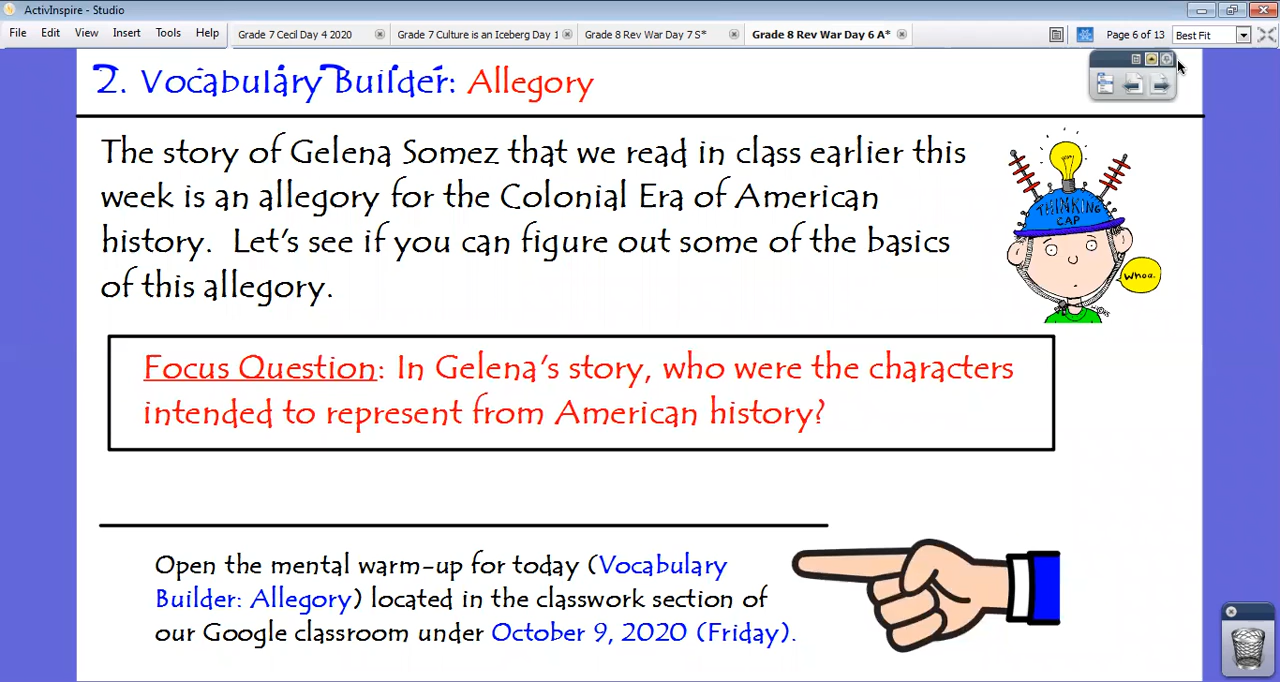 ActivInspire - Studio
File Edit View Insert Tools Help
Grade 7 Cecil Day 4 2020
Grade 7 Culture is an Iceberg Day 1
Grade 8 Rev War Day 7 S*
Grade 8 Rev War Day 6 A*
Page 6 of 13
Best Fit
2. Vocabulary Builder: Allegory
The story of Gelena Somez that we read in class earlier this
week is an allegory for the Colonial Era of American
history. Let's see if you can figure out some of the basics
of this allegory.
THINKING
CAP
Whoa.
Focus Question: In Gelena's story, who were the characters
intended to represent from American history?
Open the mental warm-up for today (Vocabulary
Builder: Allegory) located in the classwork section of
our Google classroom under October 9, 2020 (Friday).